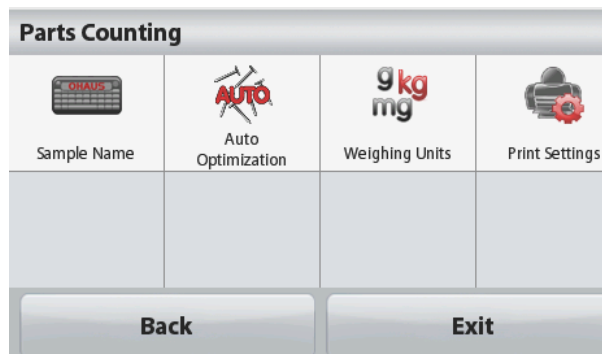 Parts Counting
OHAUS
AUTO
g kg
mg
Sample Name
Auto
Optimization
Weighing Units
Print Settings
Back
Exit